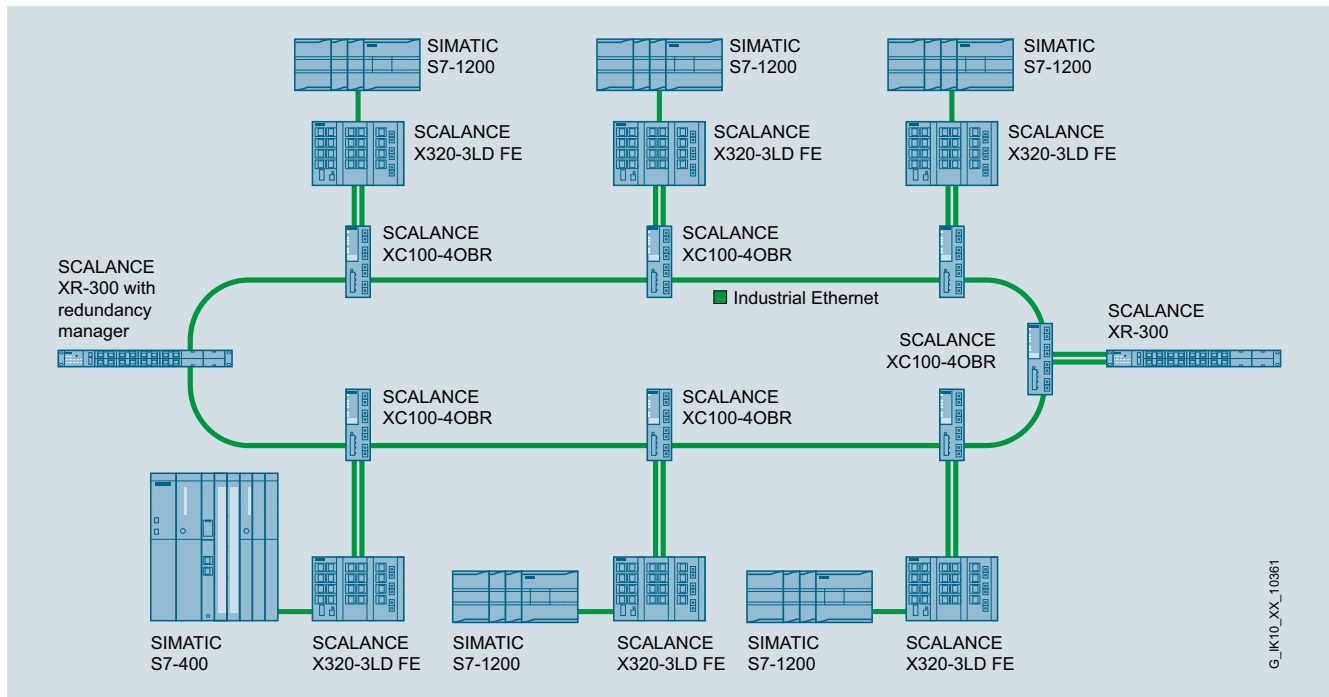 SIMATIC
S7-1200
SIMATIC
S7-1200
SIMATIC
S7-1200
SCALANCE
X320-3LD FE
SCALANCE
X320-3LD FE
SCALANCE
X320-3LD FE
SCALANCE
XC100-4OBR
SCALANCE
XC100-4OBR
SCALANCE
XR-300 with
redundancy
manager
Industrial Ethernet
SCALANCE
XC100-4OBR
SCALANCE
XR-300
SCALANCE
XC100-4OBR
SCALANCE
XC100-4OBR
SIMATIC
S7-400
SCALANCE
X320-3LD FE
SIMATIC
S7-1200
SCALANCE
X320-3LD FE
SIMATIC
S7-1200
SCALANCE
X320-3LD FE
G_IK10_XX_10361